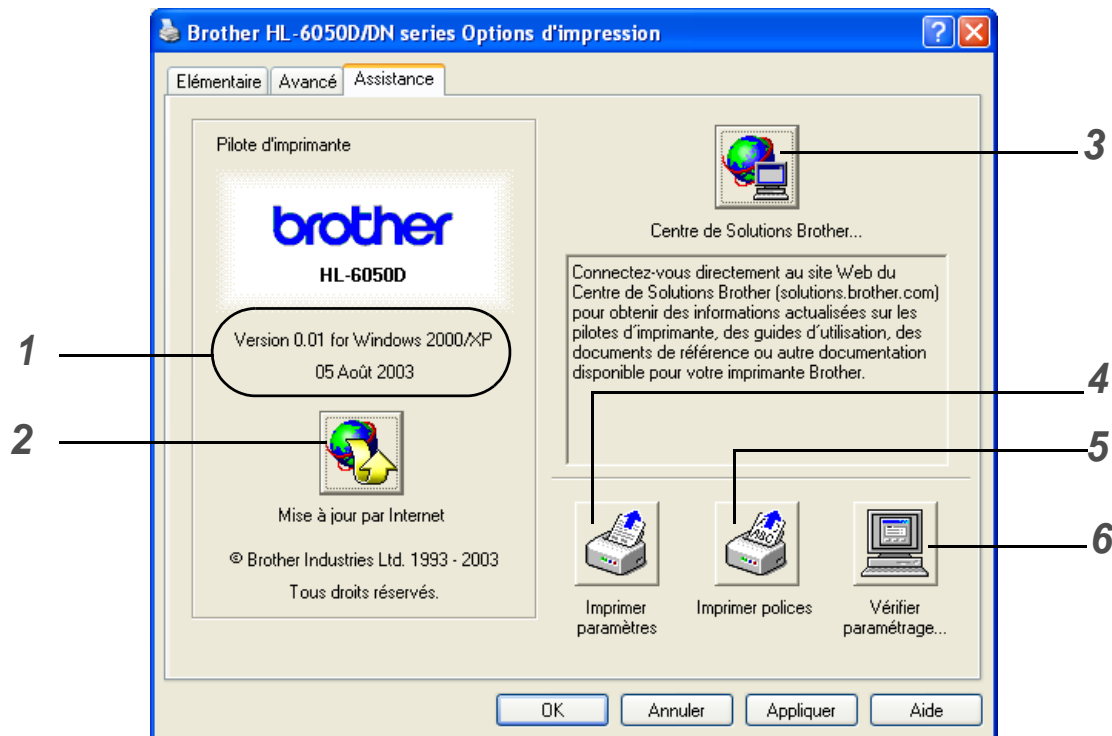 Brother HL-6050D/DN series Options d'impression
Elémentaire Avancé Assistance
Pilote d'imprimante
brother
HL-6050D
1
Version 0.01 for Windows 2000/XP
05 Août 2003
2
Mise à jour par Internet
© Brother Industries Ltd. 1993 - 2003
Tous droits réservés.
3
Centre de Solutions Brother...
Connectez-vous directement au site Web du
Centre de Solutions Brother (solutions.brother.com)
pour obtenir des informations actualisées sur les
pilotes d´imprimante, des guides d´utilisation, des
documents de référence ou autre documentation
disponible pour votre imprimante Brother.
4
5
6
Imprimer
paramètres
ABC
Imprimer polices
Vérifier
paramétrage...
OK Annuler Appliquer Aide